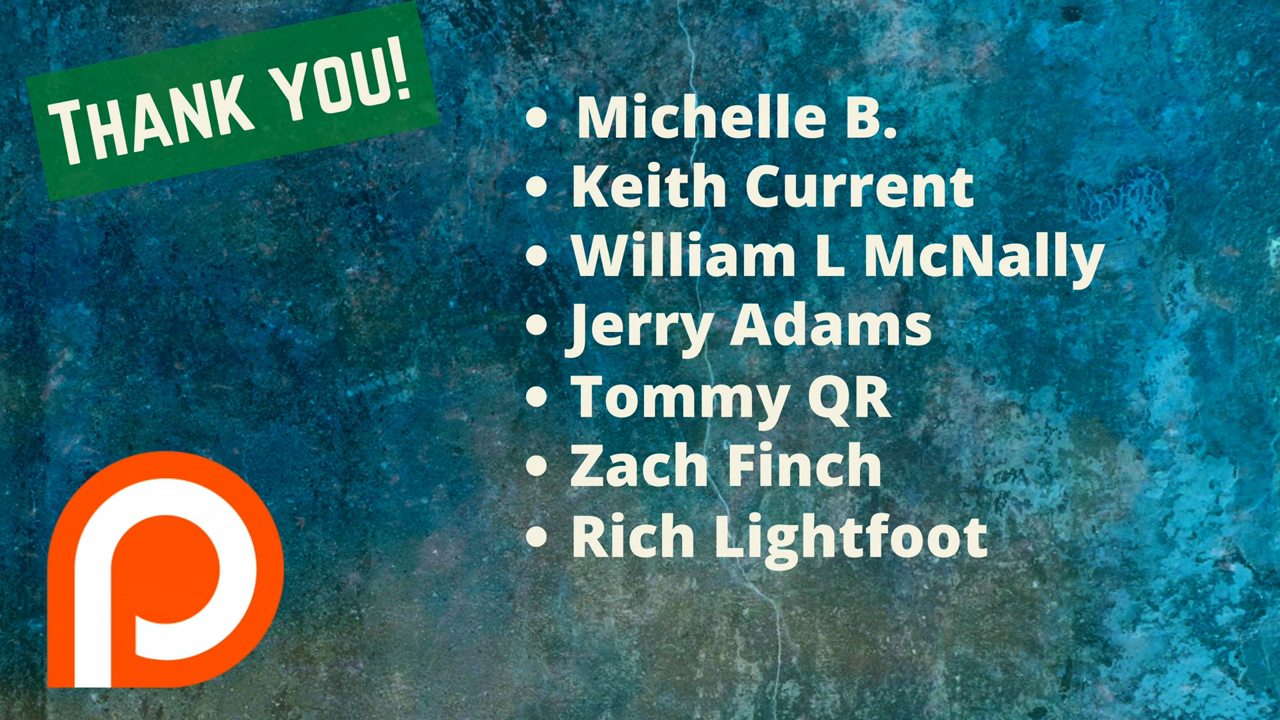 THANK YOU!
• Michelle B.
• Keith Current
• William L McNally
• Jerry Adams
• Tommy QR
• Zach Finch
• Rich Lightfoot